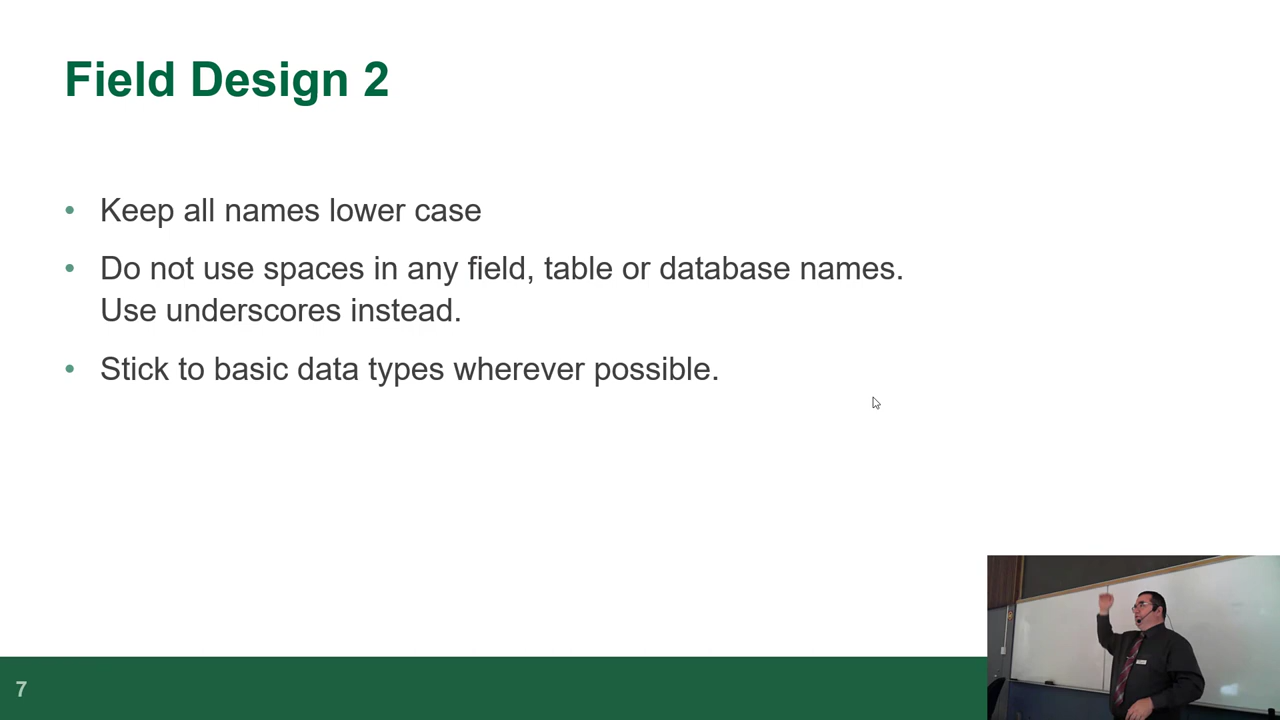 Field Design 2
• Keep all names lower case
• Do not use spaces in any field, table or database names.
Use underscores instead.
• Stick to basic data types wherever possible.
7